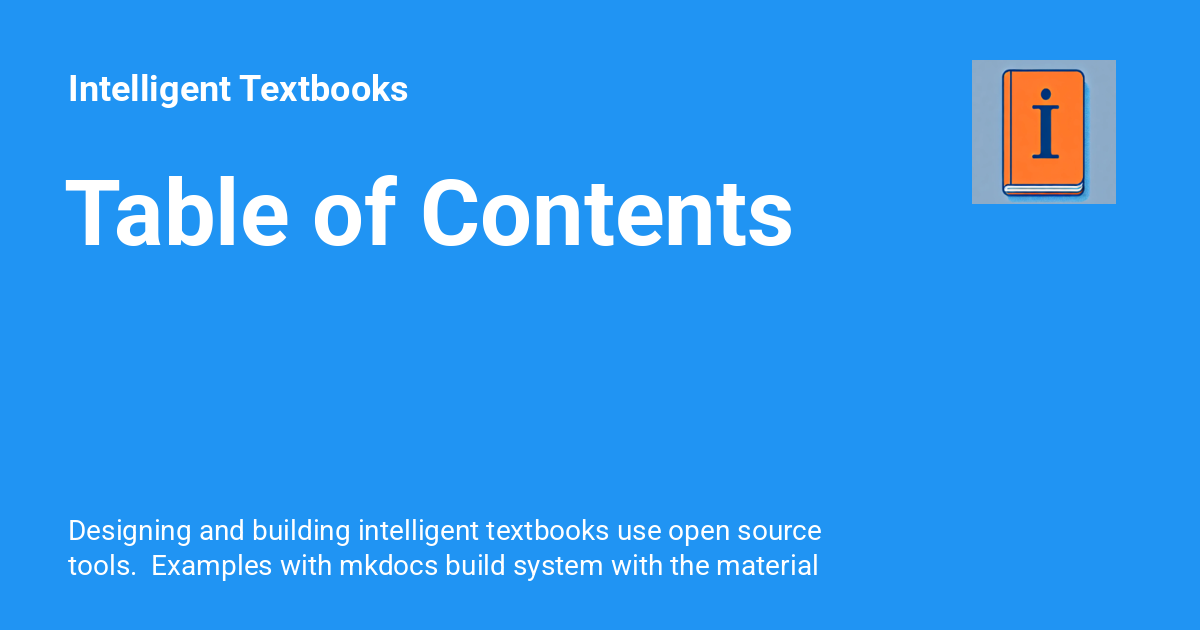 Intelligent Textbooks
i
Table of Contents
Designing and building intelligent textbooks use open source
tools.  Examples with mkdocs build system with the material